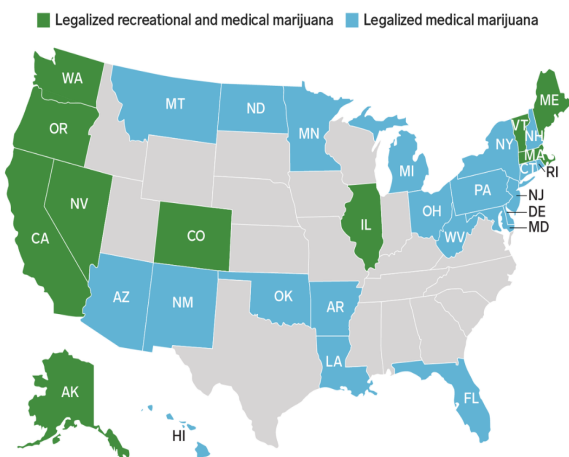 Legalized recreational and medical marijuana
Legalized medical marijuana
WA
MT
ND
MN
ME
VT
NH
OR
NY
MA
CT
RI
MI
PA
NJ
NV
OH
DE
MD
CA
CO
IL
WV
AZ
NM
OK
AR
LA
FL
AK
HI